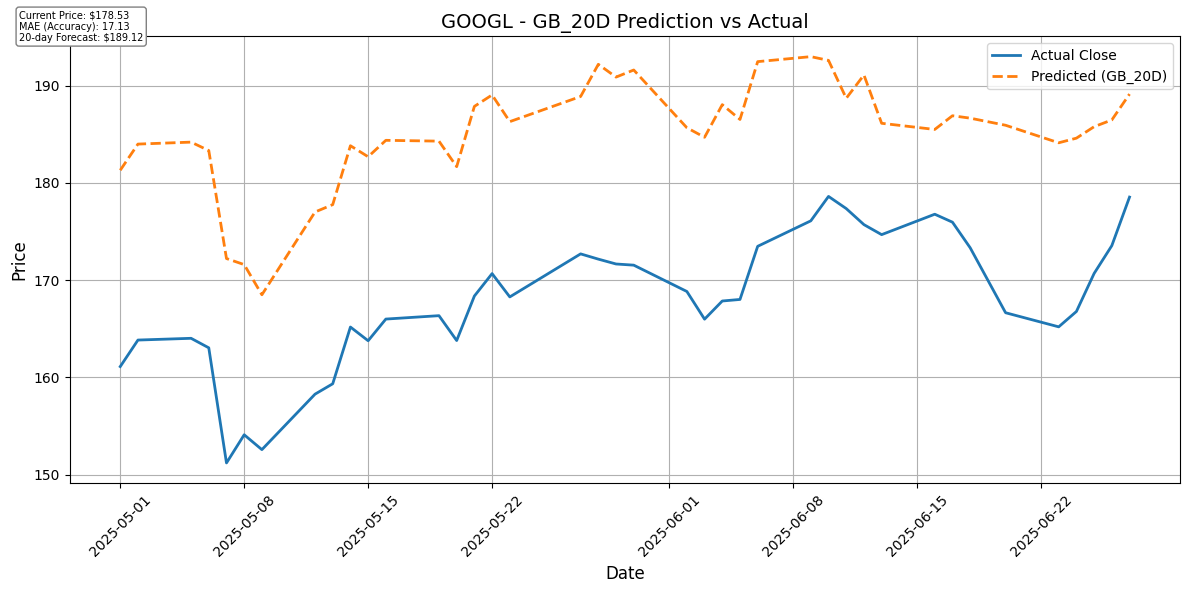 GOOGL - GB_20D Prediction vs Actual
Current Price: $178.53
MAE (Accuracy): 17.13
20-day Forecast: $189.12
Actual Close
Predicted (GB_20D)
Price
190
180
170
160
150
2025-05-01
2025-05-08
2025-05-15
2025-05-22
2025-06-01
2025-06-08
2025-06-15
2025-06-22
Date